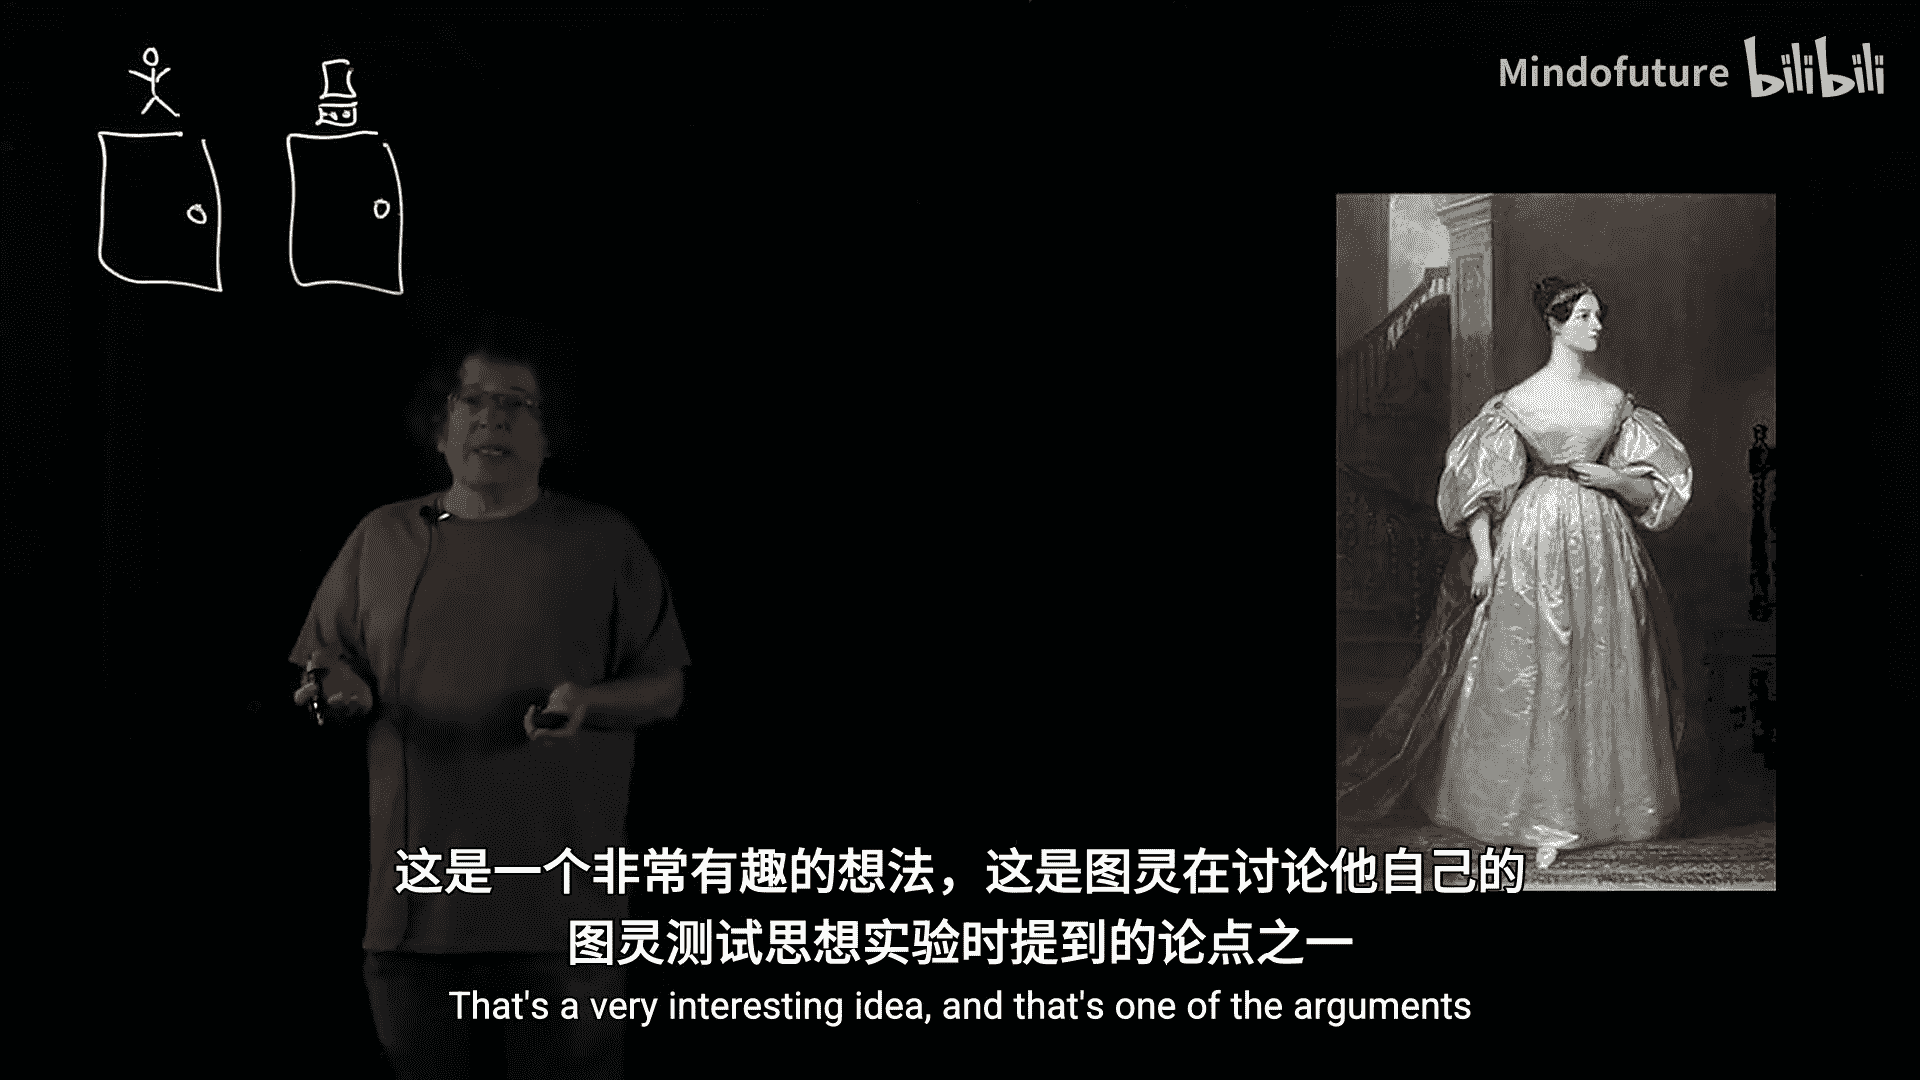 Mindofuture bilibili
这是一个非常有趣的想法，这是图灵在讨论他自己的
图灵测试思想实验时提到的论点之一
That's a very interesting idea, and that's one of the arguments